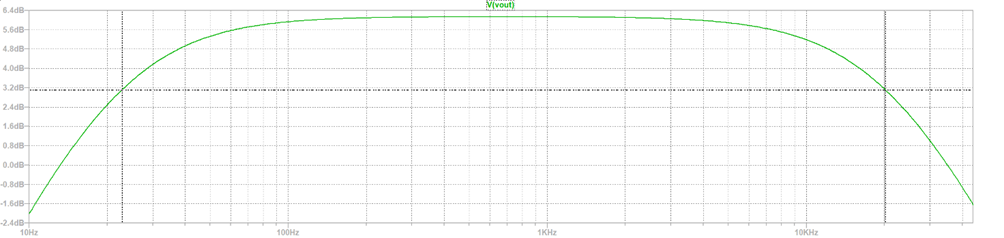 V(vout)
6.4dB
5.6dB
4.8dB
4.0dB
3.2dB
2.4dB
1.6dB
0.8dB
0.0dB
-0.8dB
-1.6dB
-2.4dB
10Hz 100Hz 1KHz 10KHz